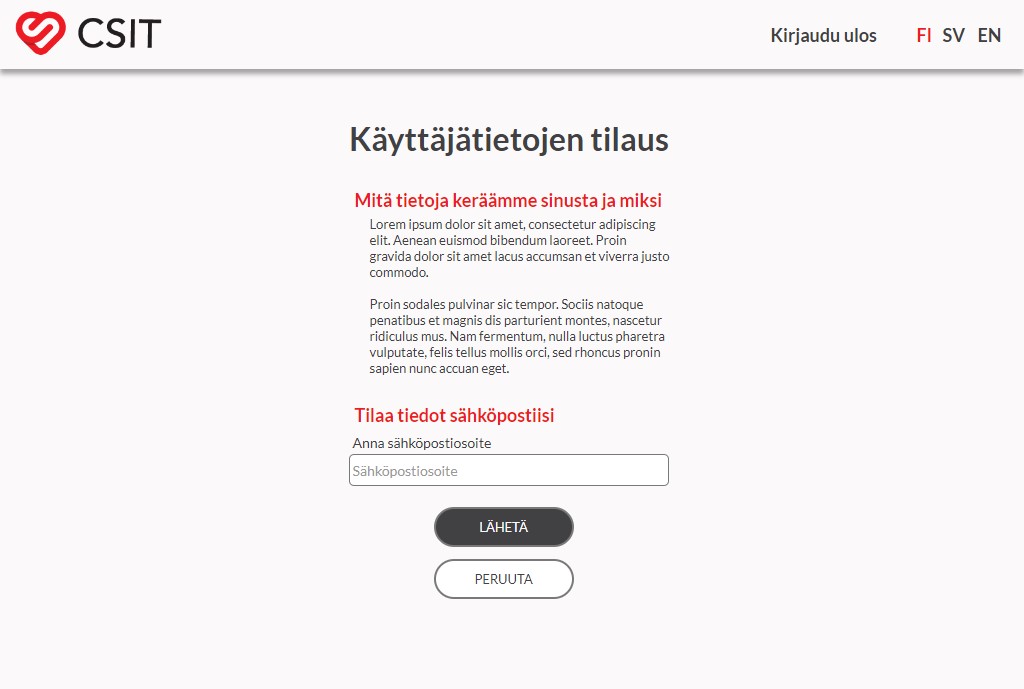 CSIT
Kirjaudu ulos FI SV EN
Käyttäjätietojen tilaus
Mitä tietoja keräämme sinusta ja miksi
Lorem ipsum dolor sit amet, consectetur adipiscing
elit. Aenean euismod bibendum laoreet. Proin
gravida dolor sit amet lacus accumsan et viverra justo
commodo.
Proin sodales pulvinar sic tempor. Sociis natoque
penatibus et magnis dis parturient montes, nascetur
ridiculus mus. Nam fermentum, nulla luctus pharetra
vulputate, felis tellus mollis orci, sed rhoncus pronin
sapien nunc accuan eget.
Tilaa tiedot sähköpostiisi
Anna sähköpostiosoite
Sähköpostiosoite
LÄHETÄ
PERUUTA